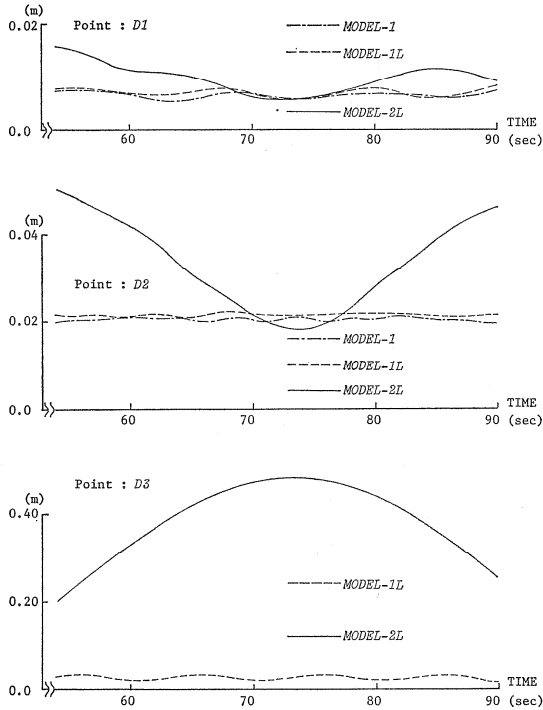 (m)
0.02
Point : D1
MODEL-1
MODEL-1L
MODEL-2L
0.0
60
70
80
90
TIME
(sec)
(m)
0.04
Point : D2
0.02
MODEL-1
MODEL-1L
MODEL-2L
0.0
60
70
80
90
TIME
(sec)
Point : D3
(m)
0.40
MODEL-1L
0.20
MODEL-2L
0.0
60
70
80
90
TIME
(sec)